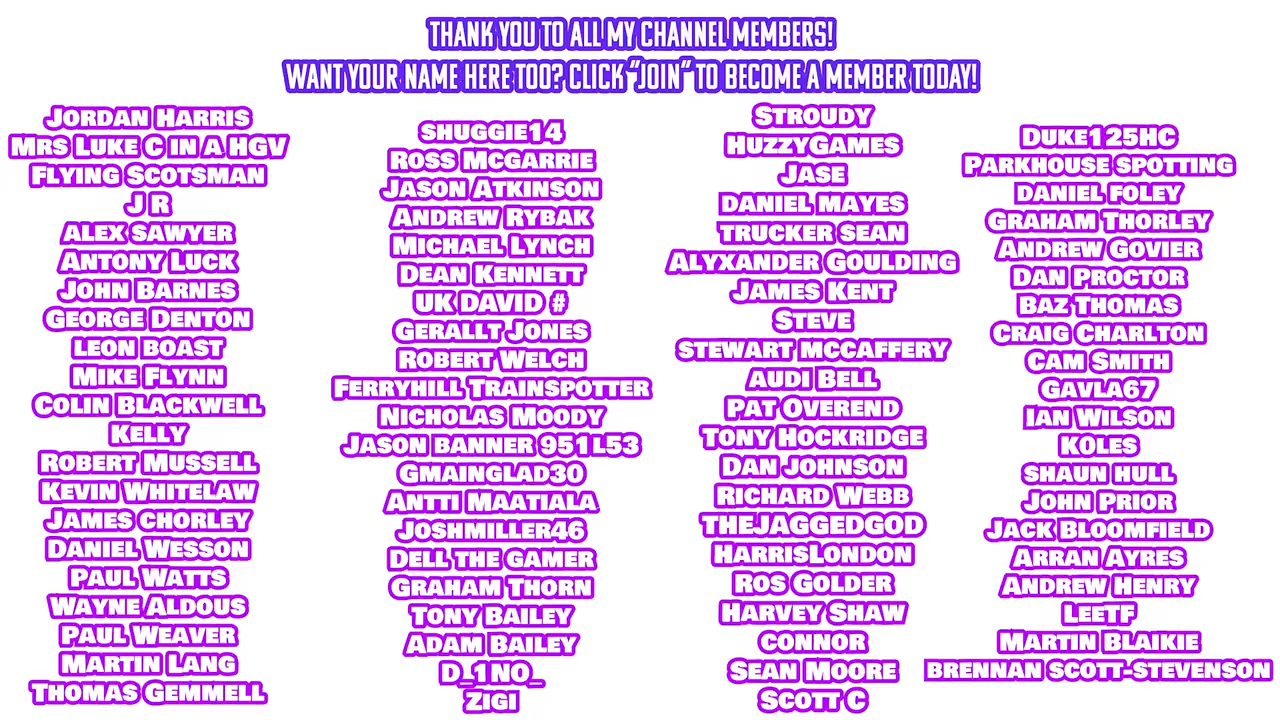 THANK YOU TO ALL MY CHANNEL MEMBERS!
WANT YOUR NAME HERE TOO? CLICK "JOIN" TO BECOME A MEMBER TODAY!
Jordan Harris
Mrs Luke C in a HGV
Flying Scotsman
J R
alex sawyer
Antony Luck
John Barnes
George Denton
leon boast
Mike Flynn
Colin Blackwell
Kelly
Robert Mussell
Kevin Whitelaw
James chorley
Daniel Wesson
Paul Watts
Wayne Aldous
Paul Weaver
Martin Lang
Thomas Gemmell
shuggie14
Ross McGarrie
Jason Atkinson
Andrew Rybak
Michael Lynch
Dean Kennett
UK DAVID #
Gerallt Jones
Robert Welch
Ferryhill Trainspotter
Nicholas Moody
Jason banner 951L53
Gmainglad30
Antti Maatiala
Joshmiller46
Dell the gamer
Graham Thorn
Tony Bailey
Adam Bailey
D_1NO_
Zigi
Stroudy
HuzzyGames
Jase
daniel mayes
trucker sean
Alyxander Goulding
James Kent
Steve
stewart mccaffery
audi Bell
Pat Overend
Tony Hockridge
Dan Johnson
Richard Webb
THEJAGGEDGOD
HarrisLondon
Ros Golder
Harvey Shaw
connor
Sean Moore
Scott C
Duke125HC
Parkhouse spotting
daniel foley
Graham Thorley
Andrew Govier
Dan Proctor
Baz Thomas
Craig Charlton
Cam Smith
Gavla67
Ian Wilson
K0les
shaun hull
John Prior
Jack Bloomfield
Arran Ayres
Andrew Henry
LeeTF
Martin Blaikie
brennan scott-stevenson